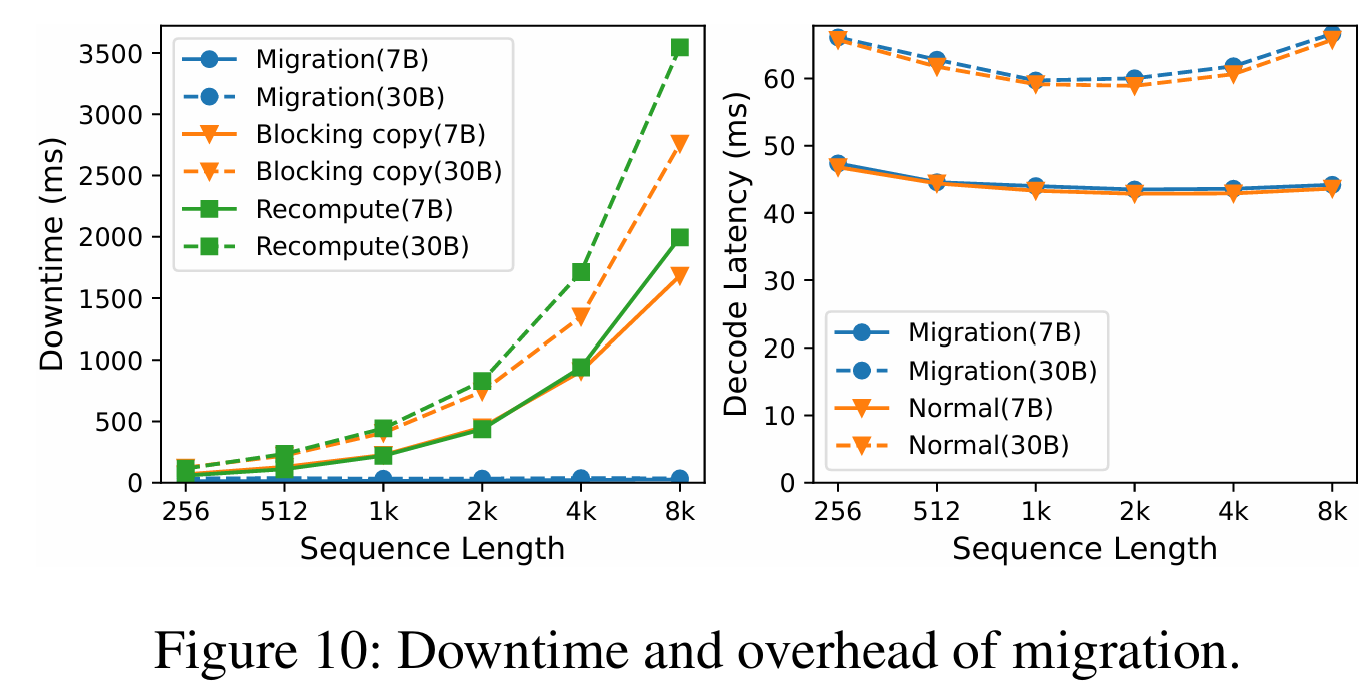 3500
3000
2500
2000
1500
1000
500
0
Downtime (ms)
Migration(7B)
Migration(30B)
Blocking copy(7B)
Blocking copy(30B)
Recompute(7B)
Recompute(30B)
256 512 1k 2k 4k 8k
Sequence Length
60
50
40
30
20
10
0
Decode Latency (ms)
Migration(7B)
Migration(30B)
Normal(7B)
Normal(30B)
256 512 1k 2k 4k 8k
Sequence Length
Figure 10: Downtime and overhead of migration.